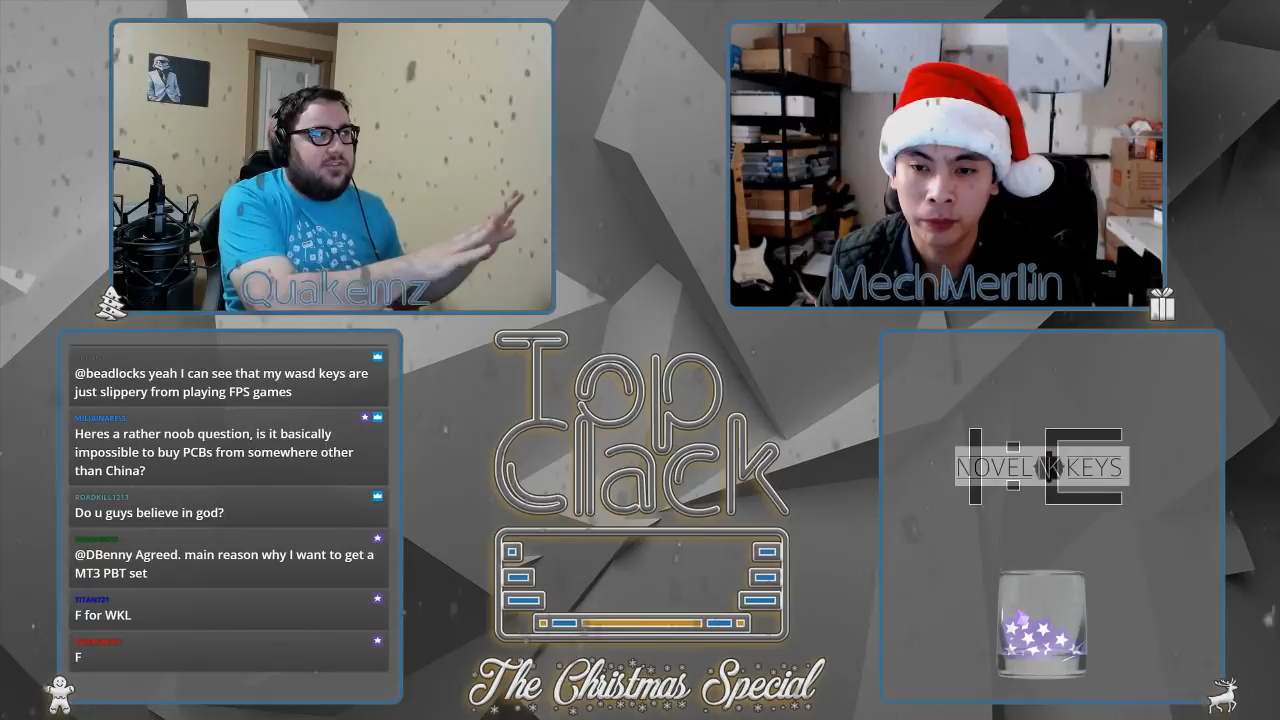 Quakemz
MechMerlin
@beadlocks yeah I can see that my wasd keys are
just slippery from playing FPS games
Heres a rather noob question, is it basically
impossible to buy PCBs from somewhere other
than China?
ROADKILL1213
Do u guys believe in god?
@DBenny Agreed. main reason why I want to get a
MT3 PBT set
TITAN721
F for WKL
F
Top
Clack
The Christmas Special
NOVELKEYS